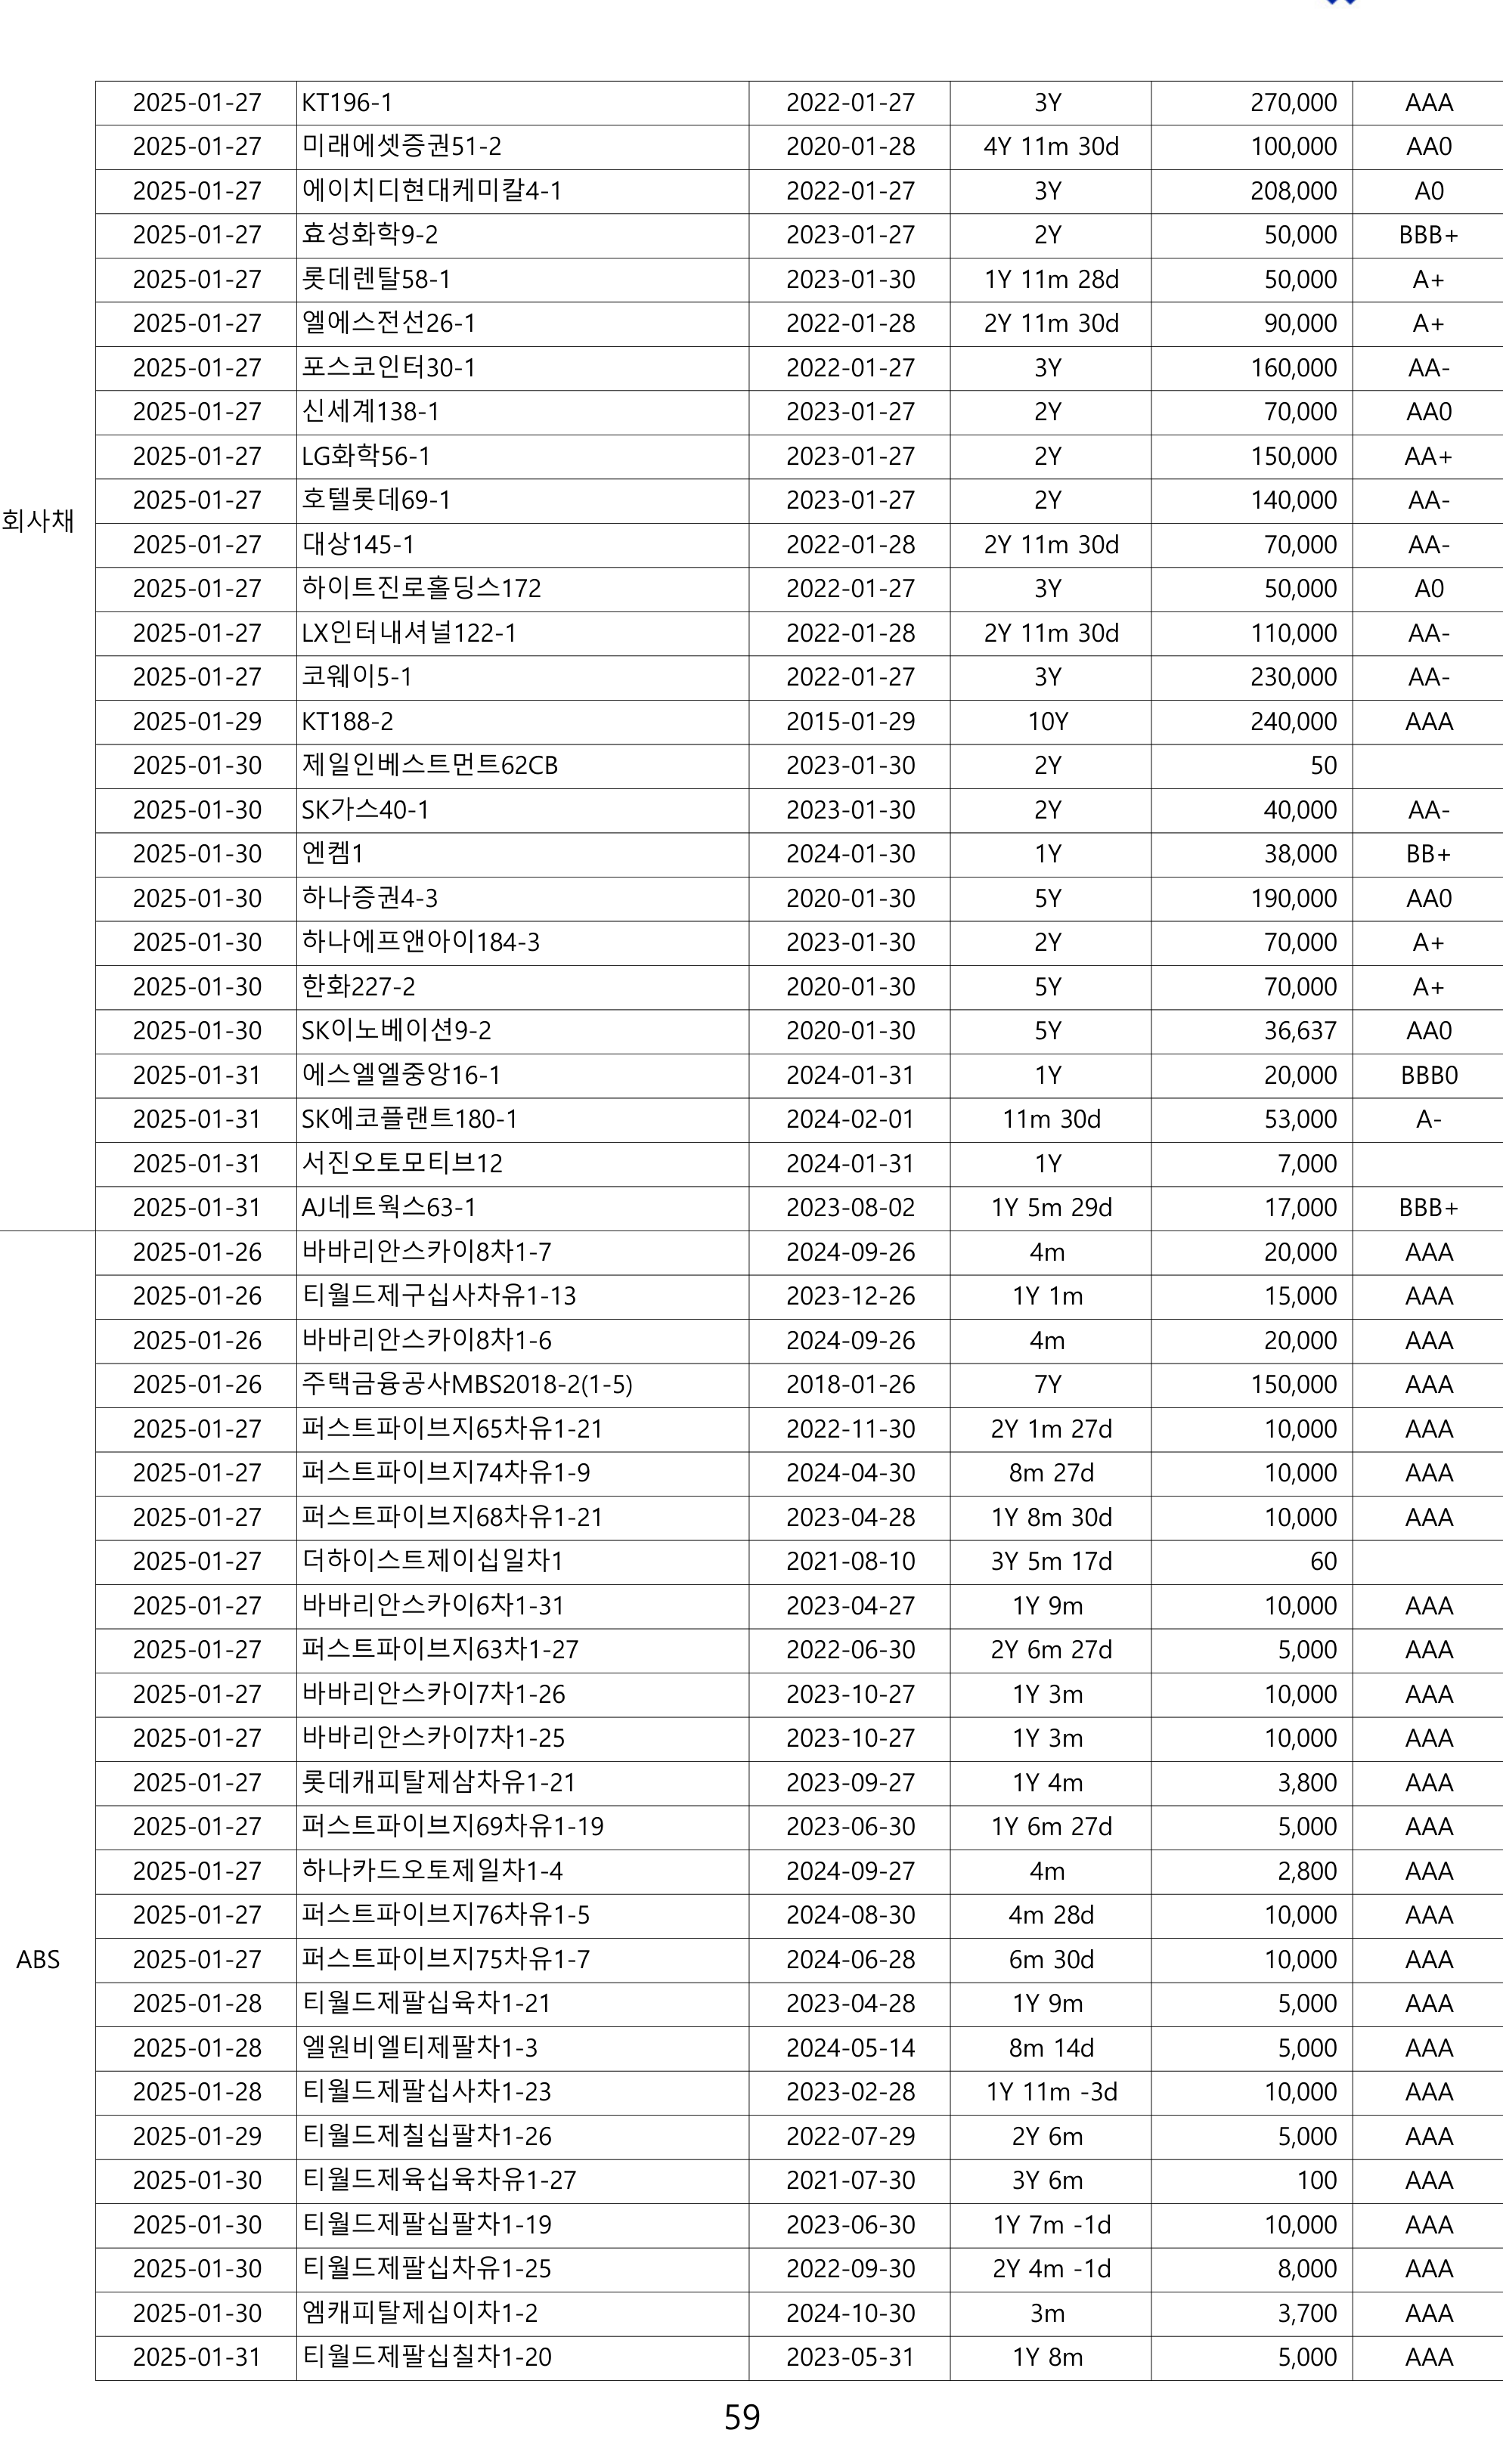 2025-01-27 KT196-1 2022-01-27 3Y 270,000 AAA
2025-01-27 미래에셋증권51-2 2020-01-28 4Y 11m 30d 100,000 AA0
2025-01-27 에이치디현대케미칼4-1 2022-01-27 3Y 208,000 A0
2025-01-27 효성화학9-2 2023-01-27 2Y 50,000 BBB+
2025-01-27 롯데렌탈58-1 2023-01-30 1Y 11m 28d 50,000 A+
2025-01-27 엘에스전선26-1 2022-01-28 2Y 11m 30d 90,000 A+
2025-01-27 포스코인터30-1 2022-01-27 3Y 160,000 AA-
2025-01-27 신세계138-1 2023-01-27 2Y 70,000 AA0
2025-01-27 LG화학56-1 2023-01-27 2Y 150,000 AA+
2025-01-27 호텔롯데69-1 2023-01-27 2Y 140,000 AA-
회사채
2025-01-27 대상145-1 2022-01-28 2Y 11m 30d 70,000 AA-
2025-01-27 하이트진로홀딩스172 2022-01-27 3Y 50,000 A0
2025-01-27 LX인터내셔널122-1 2022-01-28 2Y 11m 30d 110,000 AA-
2025-01-27 코웨이5-1 2022-01-27 3Y 230,000 AA-
2025-01-29 KT188-2 2015-01-29 10Y 240,000 AAA
2025-01-30 제일인베스트먼트62CB 2023-01-30 2Y 50
2025-01-30 SK가스40-1 2023-01-30 2Y 40,000 AA-
2025-01-30 엔켐1 2024-01-30 1Y 38,000 BB+
2025-01-30 하나증권4-3 2020-01-30 5Y 190,000 AA0
2025-01-30 하나에프앤아이184-3 2023-01-30 2Y 70,000 A+
2025-01-30 한화227-2 2020-01-30 5Y 70,000 A+
2025-01-30 SK이노베이션9-2 2020-01-30 5Y 36,637 AA0
2025-01-31 에스엘엘중앙16-1 2024-01-31 1Y 20,000 BBB0
2025-01-31 SK에코플랜트180-1 2024-02-01 11m 30d 53,000 A-
2025-01-31 서진오토모티브12 2024-01-31 1Y 7,000
2025-01-31 AJ네트웍스63-1 2023-08-02 1Y 5m 29d 17,000 BBB+
2025-01-26 바바리안스카이8차1-7 2024-09-26 4m 20,000 AAA
2025-01-26 티월드제구십사차유1-13 2023-12-26 1Y 1m 15,000 AAA
2025-01-26 바바리안스카이8차1-6 2024-09-26 4m 20,000 AAA
2025-01-26 주택금융공사MBS2018-2(1-5) 2018-01-26 7Y 150,000 AAA
2025-01-27 퍼스트파이브지65차유1-21 2022-11-30 2Y 1m 27d 10,000 AAA
2025-01-27 퍼스트파이브지74차유1-9 2024-04-30 8m 27d 10,000 AAA
2025-01-27 퍼스트파이브지68차유1-21 2023-04-28 1Y 8m 30d 10,000 AAA
2025-01-27 더하이스트제이십일차1 2021-08-10 3Y 5m 17d 60
2025-01-27 바바리안스카이6차1-31 2023-04-27 1Y 9m 10,000 AAA
2025-01-27 퍼스트파이브지63차1-27 2022-06-30 2Y 6m 27d 5,000 AAA
2025-01-27 바바리안스카이7차1-26 2023-10-27 1Y 3m 10,000 AAA
2025-01-27 바바리안스카이7차1-25 2023-10-27 1Y 3m 10,000 AAA
2025-01-27 롯데캐피탈제삼차유1-21 2023-09-27 1Y 4m 3,800 AAA
2025-01-27 퍼스트파이브지69차유1-19 2023-06-30 1Y 6m 27d 5,000 AAA
2025-01-27 하나카드오토제일차1-4 2024-09-27 4m 2,800 AAA
2025-01-27 퍼스트파이브지76차유1-5 2024-08-30 4m 28d 10,000 AAA
ABS 2025-01-27 퍼스트파이브지75차유1-7 2024-06-28 6m 30d 10,000 AAA
2025-01-28 티월드제팔십육차1-21 2023-04-28 1Y 9m 5,000 AAA
2025-01-28 엘원비엘티제팔차1-3 2024-05-14 8m 14d 5,000 AAA
2025-01-28 티월드제팔십사차1-23 2023-02-28 1Y 11m -3d 10,000 AAA
2025-01-29 티월드제칠십팔차1-26 2022-07-29 2Y 6m 5,000 AAA
2025-01-30 티월드제육십육차유1-27 2021-07-30 3Y 6m 100 AAA
2025-01-30 티월드제팔십팔차1-19 2023-06-30 1Y 7m -1d 10,000 AAA
2025-01-30 티월드제팔십차유1-25 2022-09-30 2Y 4m -1d 8,000 AAA
2025-01-30 엠캐피탈제십이차1-2 2024-10-30 3m 3,700 AAA
2025-01-31 티월드제팔십칠차1-20 2023-05-31 1Y 8m 5,000 AAA
59